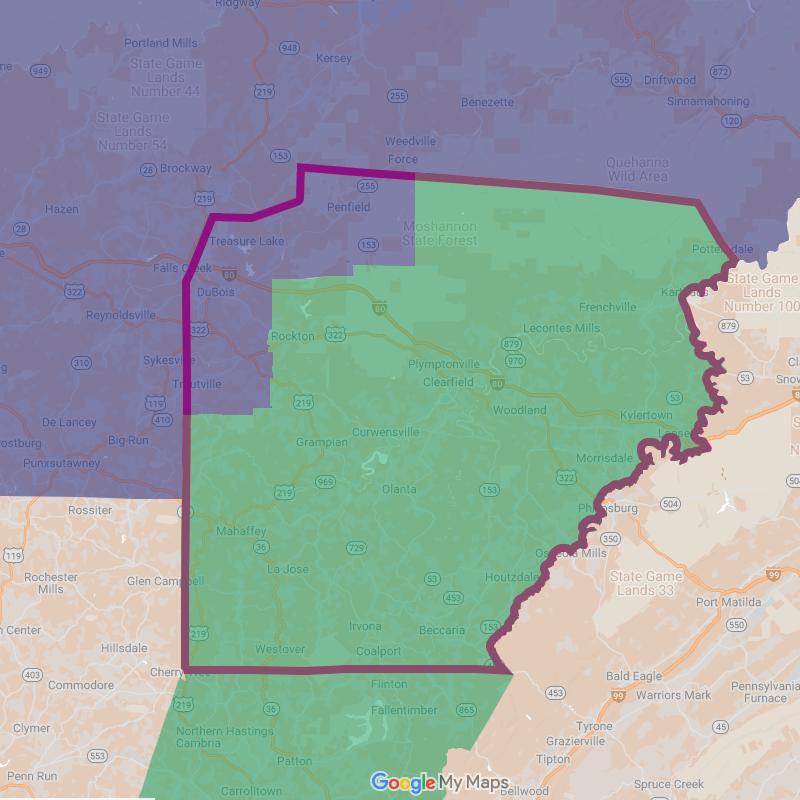 Ridgway
Portland Mills
948
Kersey
949
State Game
Lands
Number 44
219
255
555
Driftwood
872
Benezette
Sinnamahoning
120
State Game
Lands
Number 54
Weedville
Force
28
Brockway
153
Quehanna
Wild Area
219
255
Hazen
Penfield
28
Treasure Lake
153
Moshannon
State Forest
Falls Creek
80
322
DuBois
State Game
Lands
Number 100
Reynoldsville
322
80
Frenchville
879
Rockton
322
Lecontes Mills
310
Sykesville
879
970
Plymptonville
Clearfield
80
53
Troutville
119
219
Woodland
53
Kylertown
410
De Lancey
Big Run
Curwensville
Grampian
Morrisdale
Punxsutawney
969
322
219
Olanta
153
504
Rossiter
Philipsburg
Mahaffey
350
119
36
729
Osceola Mills
La Jose
Houtzdale
State Game
Lands 33
99
Rochester
Mills
Glen Campbell
53
453
Port Matilda
550
219
Irvona
Beccaria
153
Hillsdale
Westover
Coalport
403
Commodore
Flinton
453
99
Bald Eagle
Warriors Mark
Pennsylvania
Furnace
219
36
Fallentimber
865
Clymer
Northern Hastings
Cambria
Tyrone
45
Grazierville
553
Patton
Tipton
Penn Run
Google My Maps
Carrolltown
Bellwood
Spruce Creek